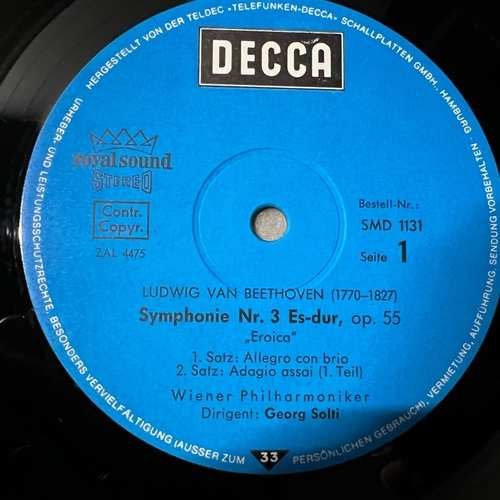 HERGESTELLT VON DER TELDEC »TELEFUNKEN-DECCA« SCHALLPLATTEN GMBH., HAMBURG
DECCA
royal sound
STEREO
Contr.
Copyr.
2AL 4475
Bestell-Nr.:
SMD 1131
Seite 1
LUDWIG VAN BEETHOVEN (1770-1827)
Symphonie Nr. 3 Es-dur, op. 55
„Eroica"
1. Satz: Allegro con brio
2. Satz: Adagio assai (1. Teil)
Wiener Philharmoniker
Dirigent: Georg Solti
URHEBER- UND LEISTUNGSSCHUTZRECHTE, BESONDERS VERVIELFÄLTIGUNG (AUSSER ZUM PERSÖNLICHEN GEBRAUCH), VERMIETUNG, AUFFÜHRUNG, SENDUNG VORBEHALTEN
33